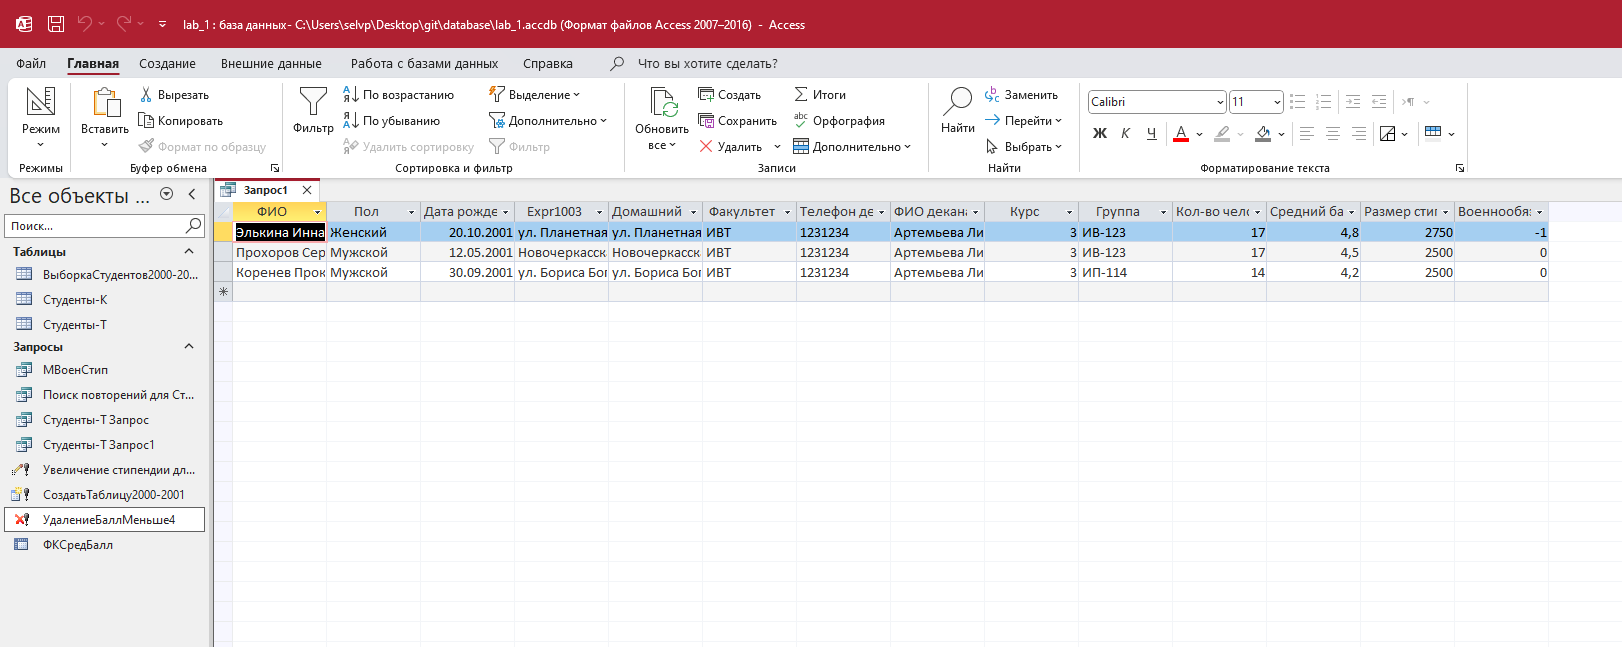 lab_1 : база данных- C:\Users\selvp\Desktop\git\database\lab_1.accdb (Формат файлов Access 2007–2016) - Access
Файл Главная Создание Внешние данные Работа с базами данных Справка Что вы хотите сделать?
Режим
Режимы
Вставить
Вырезать
Копировать
Формат по образцу
Буфер обмена
Фильтр
По возрастанию
По убыванию
Удалить сортировку
Выделение
Дополнительно
Фильтр
Сортировка и фильтр
Обновить
все
Создать
Сохранить
Удалить
Итоги
Орфография
Дополнительно
Записи
Найти
Заменить
Перейти
Выбрать
Найти
Calibri 11
Ж К Ч А
Форматирование текста
Все объекты ...
Поиск...
Таблицы
ВыборкаСтудентов2000-20...
Студенты-К
Студенты-Т
Запросы
МВоенСтип
Поиск повторений для Ст...
Студенты-Т Запрос
Студенты-Т Запрос1
Увеличение стипендии дл...
СоздатьТаблицу2000-2001
УдалениеБаллМеньше4
ФКСредБалл
Запрос1
ФИО Пол Дата рожде Expr1003 Домашний Факультет Телефон де ФИО декана Курс Группа Кол-во чело Средний ба Размер стип Военнообяз
Элькина Инна Женский 20.10.2001 ул. Планетная ул. Планетная ИВТ 1231234 Артемьева Ли 3 ИВ-123 17 4,8 2750 -1
Прохоров Сер Мужской 12.05.2001 Новочеркасск Новочеркасск ИВТ 1231234 Артемьева Ли 3 ИВ-123 17 4,5 2500 0
Коренев Прок Мужской 30.09.2001 ул. Бориса Бог ул. Бориса Бог ИВТ 1231234 Артемьева Ли 3 ИП-114 14 4,2 2500 0